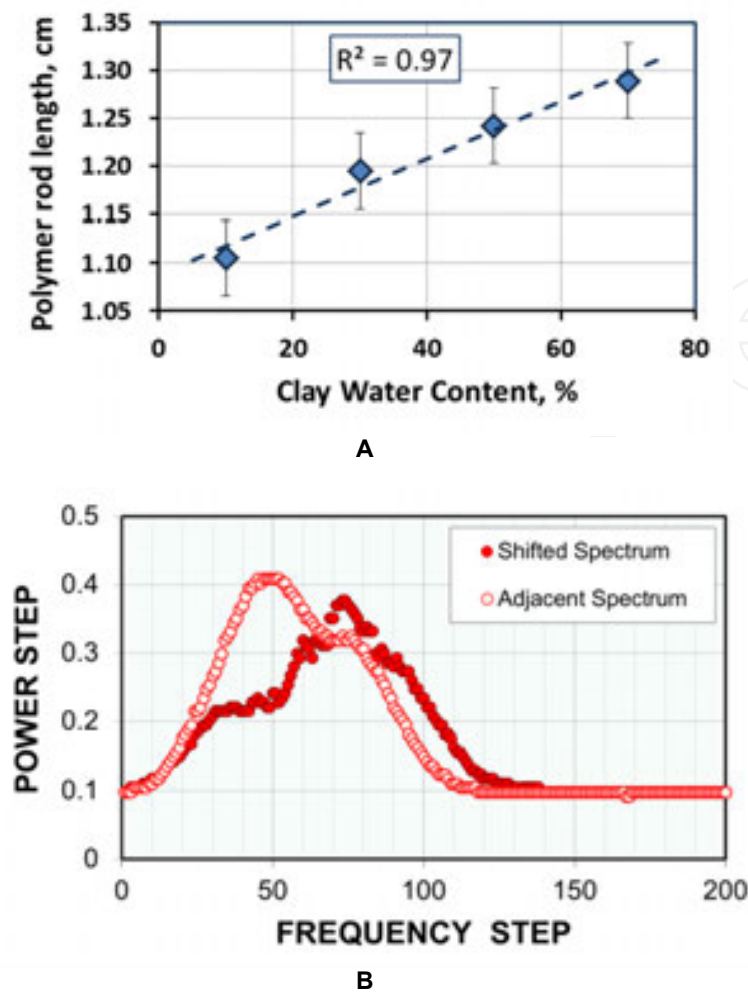 Polymer rod length, cm
1.35
1.30
1.25
1.20
1.15
1.10
1.05
R² = 0.97
0 20 40 60 80
Clay Water Content, %
A
POWER STEP
0.5
0.4
0.3
0.2
0.1
0
Shifted Spectrum
Adjacent Spectrum
0 50 100 150 200
FREQUENCY STEP
B